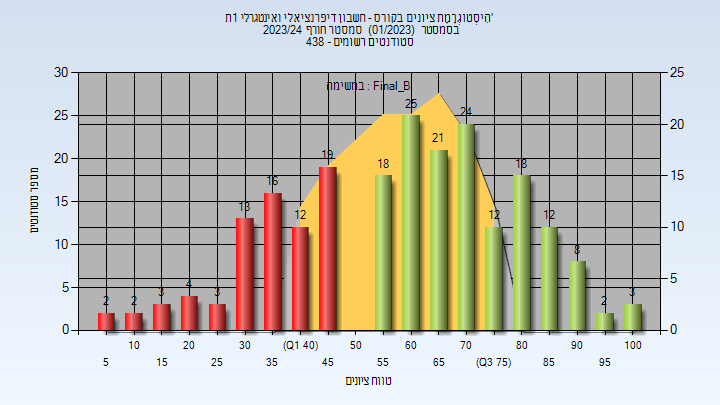 היסטוגרמת ציונים בקורס - חשבון דיפרנציאלי ואינטגרלי 1ת'
בסמסטר (01/2023) סמסטר חורף 2023/24
סטודנטים רשומים - 438
במשימה : Final_B
30 25 20 15 10 5 0
25 20 15 10 5 0
מספר סטודנטים
2 2 3 4 3 13 16 12 19 18 25 21 24 12 18 12 8 2 3
10 20 30 (Q1 40) 50 60 70 80 90 100
5 15 25 35 45 55 65 (Q3 75) 85 95
טווח ציונים